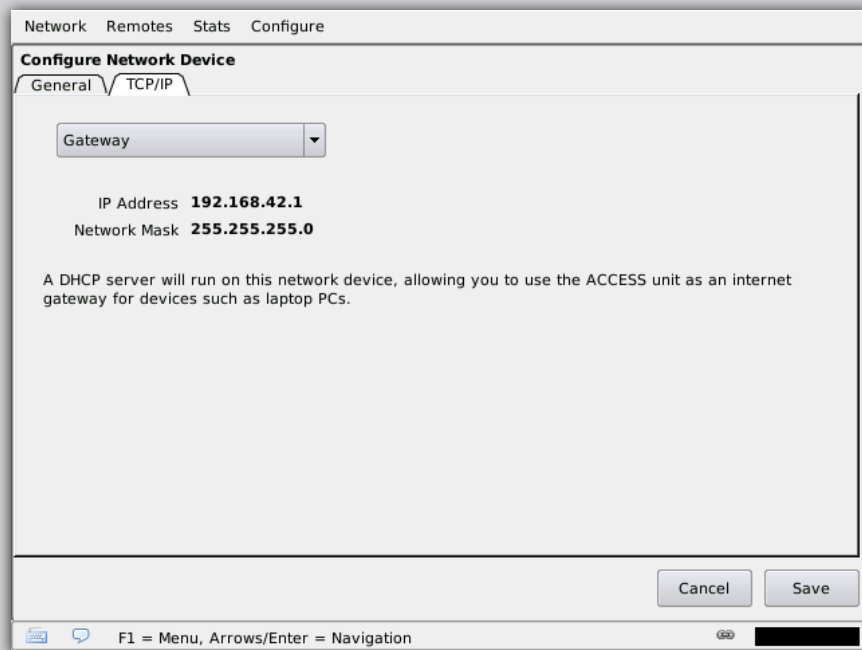 Network Remotes Stats Configure
Configure Network Device
General TCP/IP
Gateway
IP Address 192.168.42.1
Network Mask 255.255.255.0
A DHCP server will run on this network device, allowing you to use the ACCESS unit as an internet
gateway for devices such as laptop PCs.
Cancel Save
F1 = Menu, Arrows/Enter = Navigation